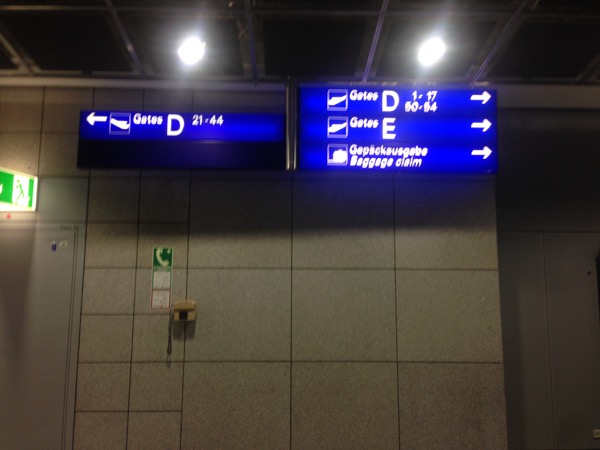 Gates D 21-44
Gates D 1-17
50-54
Gates E
Gepäckausgabe
Baggage claim